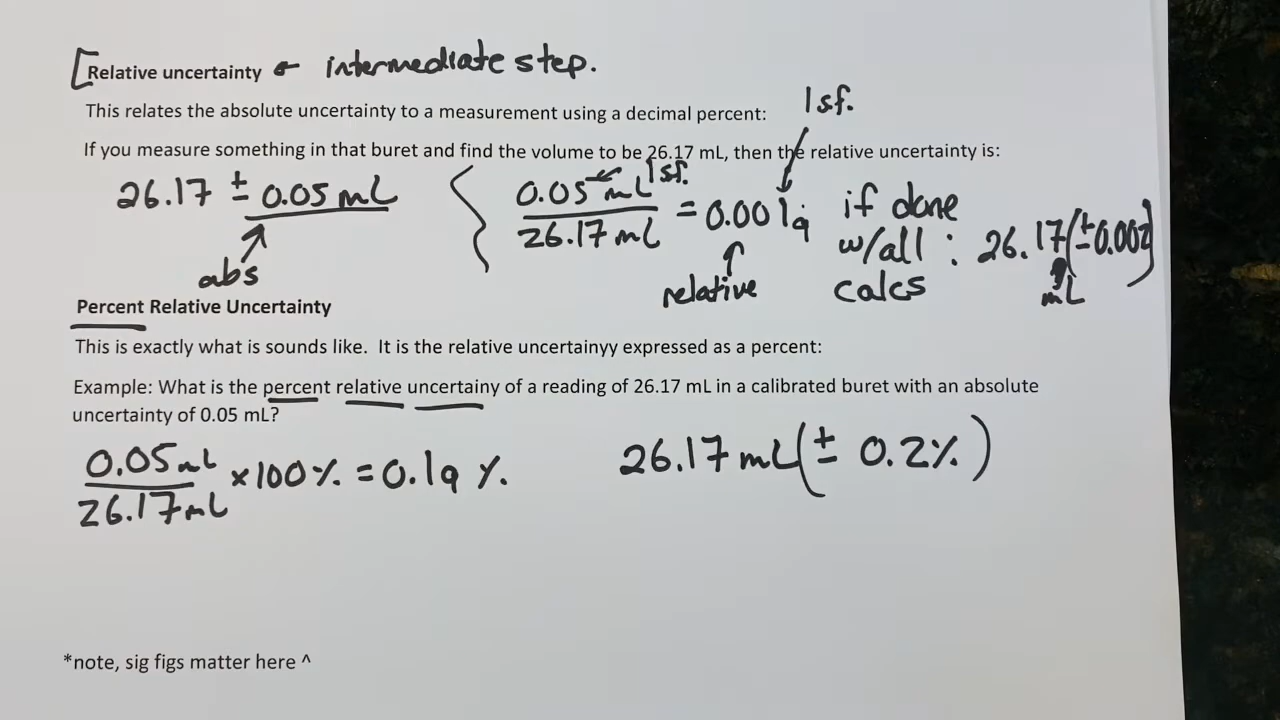 [Relative uncertainty ← intermediate step.
1 s.f.
This relates the absolute uncertainty to a measurement using a decimal percent:
If you measure something in that buret and find the volume to be 26.17 mL, then the relative uncertainty is:
1 s.f.
26.17 ± 0.05 mL
abs
0.05 mL / 26.17 mL = 0.0019
relative
if done
w/all : 26.17 (± 0.002)
calcs mL
Percent Relative Uncertainty
This is exactly what is sounds like. It is the relative uncertainyy expressed as a percent:
Example: What is the percent relative uncertainy of a reading of 26.17 mL in a calibrated buret with an absolute
uncertainty of 0.05 mL?
0.05 mL / 26.17 mL × 100 % = 0.19 %.
26.17 mL (± 0.2%)
*note, sig figs matter here ^